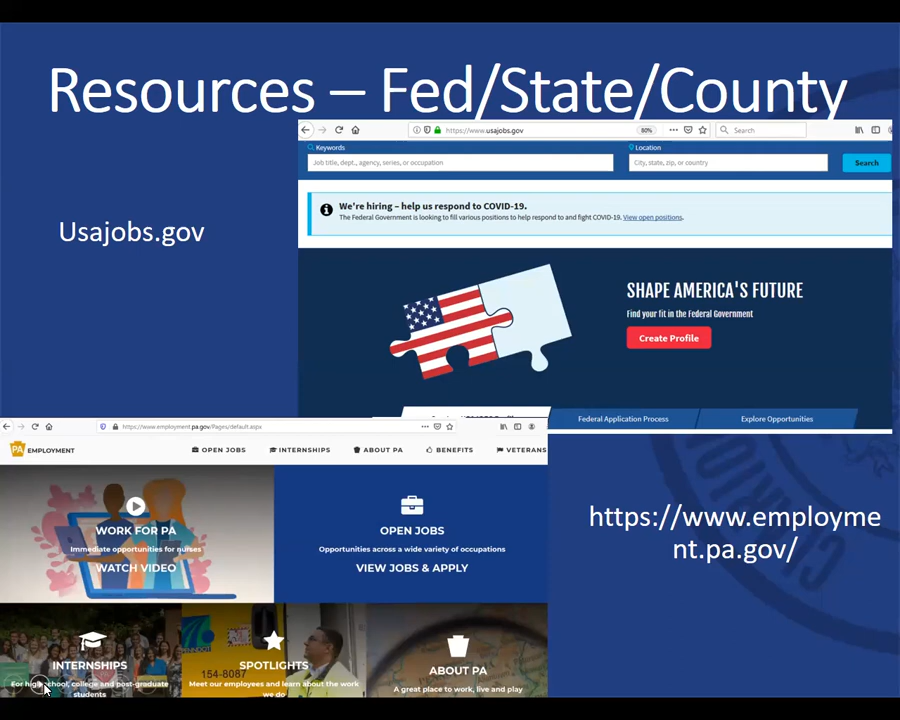 Resources – Fed/State/County
https://www.usajobs.gov
80%
Search
Keywords
Location
Job title, dept., agency, series, or occupation
City, state, zip, or country
Search
We're hiring – help us respond to COVID-19.
The Federal Government is looking to fill various positions to help respond to and fight COVID-19. View open positions.
Usajobs.gov
SHAPE AMERICA'S FUTURE
Find your fit in the Federal Government
Create Profile
Federal Application Process
Explore Opportunities
https://www.employment.pa.gov/Pages/default.aspx
PA EMPLOYMENT
OPEN JOBS
INTERNSHIPS
ABOUT PA
BENEFITS
VETERANS
WORK FOR PA
Immediate opportunities for nurses
WATCH VIDEO
OPEN JOBS
Opportunities across a wide variety of occupations
VIEW JOBS & APPLY
https://www.employme
nt.pa.gov/
INTERNSHIPS
For high school, college and post-graduate
students
154-8087
SPOTLIGHTS
Meet our employees and learn about the work
we do
ABOUT PA
A great place to work, live and play